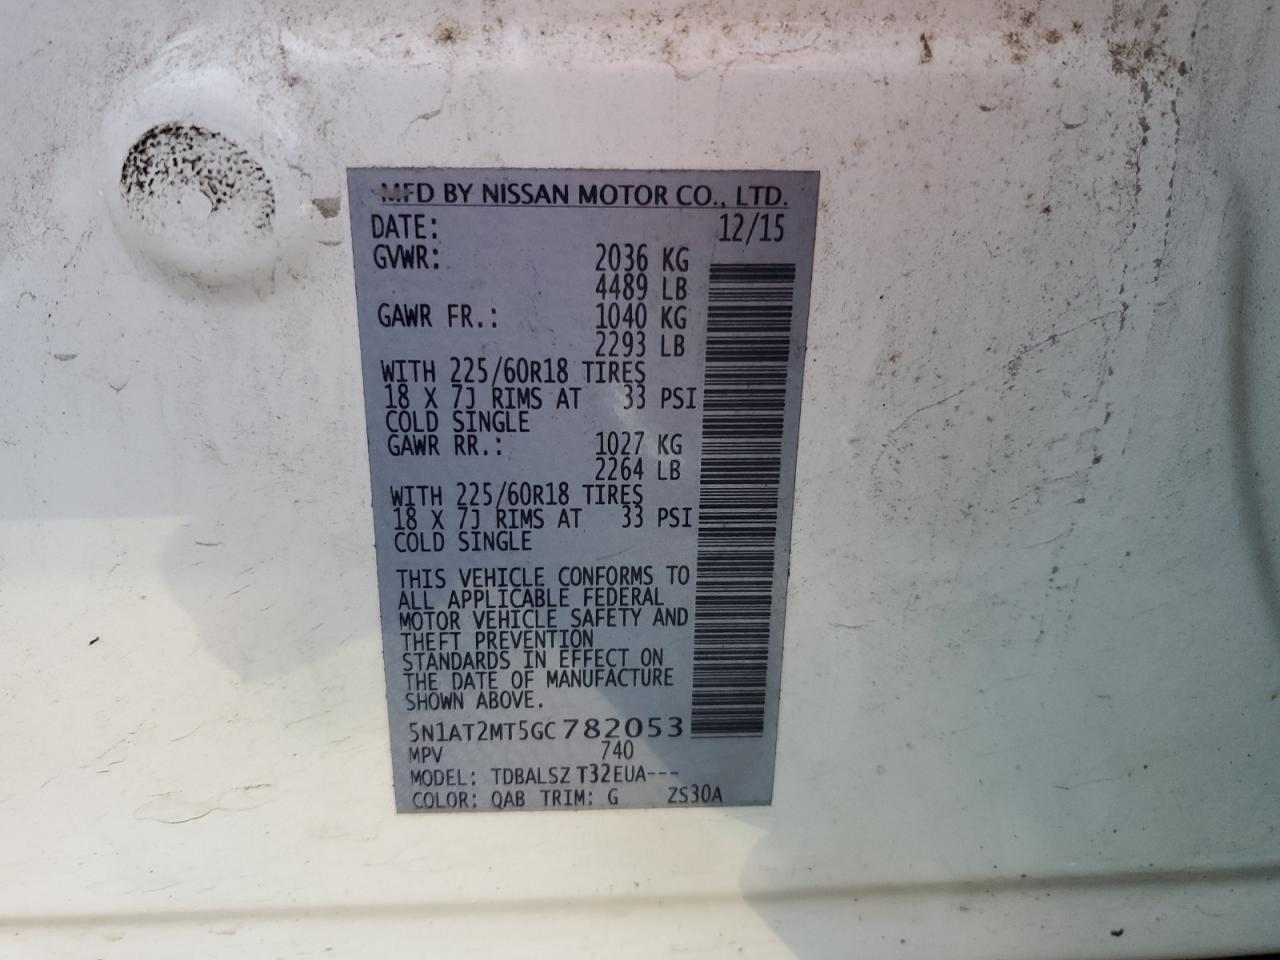 MFD BY NISSAN MOTOR CO., LTD.
DATE: 12/15
GVWR: 2036 KG
4489 LB
GAWR FR.: 1040 KG
2293 LB
WITH 225/60R18 TIRES
18 X 7J RIMS AT 33 PSI
COLD SINGLE
GAWR RR.: 1027 KG
2264 LB
WITH 225/60R18 TIRES
18 X 7J RIMS AT 33 PSI
COLD SINGLE
THIS VEHICLE CONFORMS TO
ALL APPLICABLE FEDERAL
MOTOR VEHICLE SAFETY AND
THEFT PREVENTION
STANDARDS IN EFFECT ON
THE DATE OF MANUFACTURE
SHOWN ABOVE.
5N1AT2MT5GC782053
MPV 740
MODEL: TDBALSZ T32EUA---
COLOR: QAB TRIM: G ZS30A